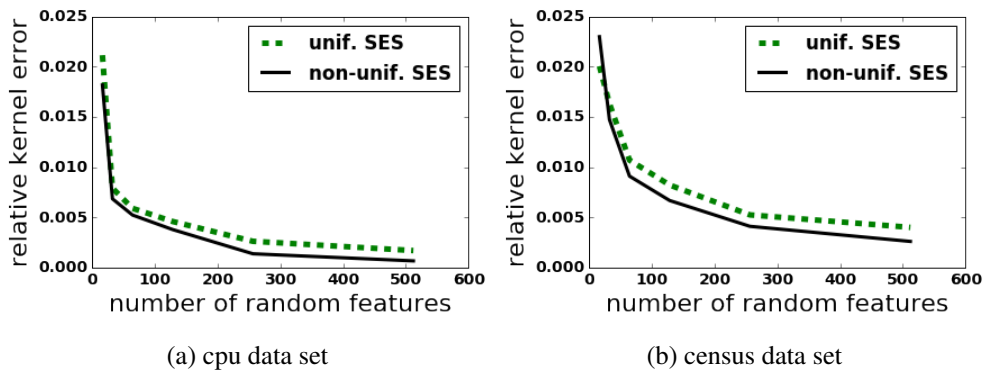 relative kernel error
0.025
0.020
0.015
0.010
0.005
0.000
unif. SES
non-unif. SES
0 100 200 300 400 500 600
number of random features
(a) cpu data set
relative kernel error
0.025
0.020
0.015
0.010
0.005
0.000
unif. SES
non-unif. SES
0 100 200 300 400 500 600
number of random features
(b) census data set